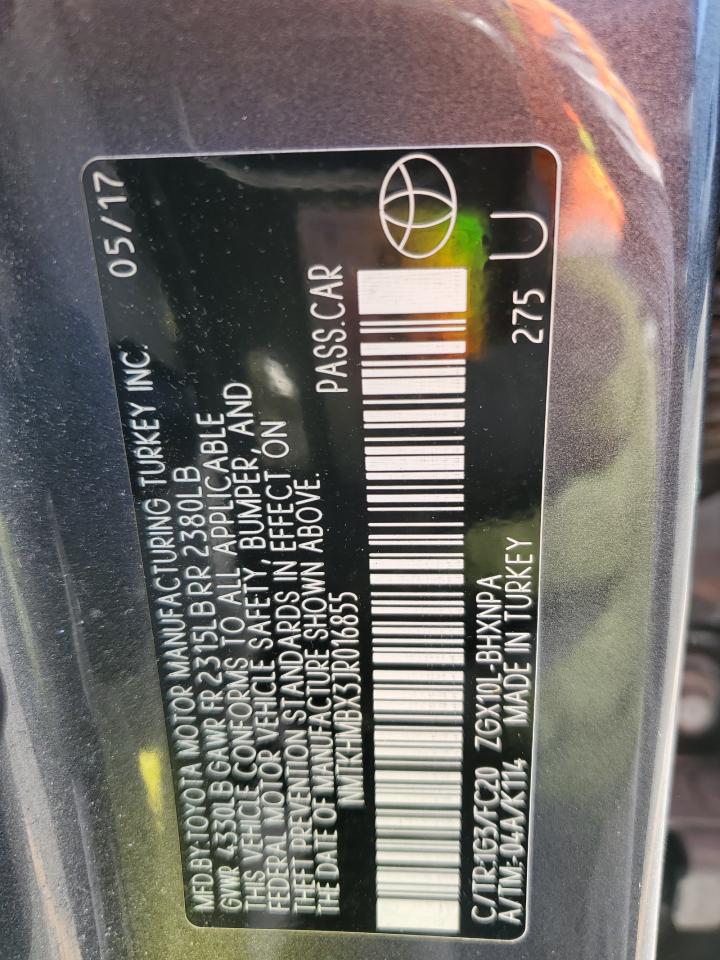 MFD.BY:TOYOTA MOTOR MANUFACTURING TURKEY INC. 05/17
GVWR 4330LB GAWR FR 2315LB RR 2380LB
THIS VEHICLE CONFORMS TO ALL APPLICABLE
FEDERAL MOTOR VEHICLE SAFETY, BUMPER, AND
THEFT PREVENTION STANDARDS IN EFFECT ON
THE DATE OF MANUFACTURE SHOWN ABOVE.
NMTKHMBX3JR016855 PASS.CAR
C/TR:1G3/FC20 ZGX10L-BHXNPA 275
A/TM:-04A/K114 MADE IN TURKEY U